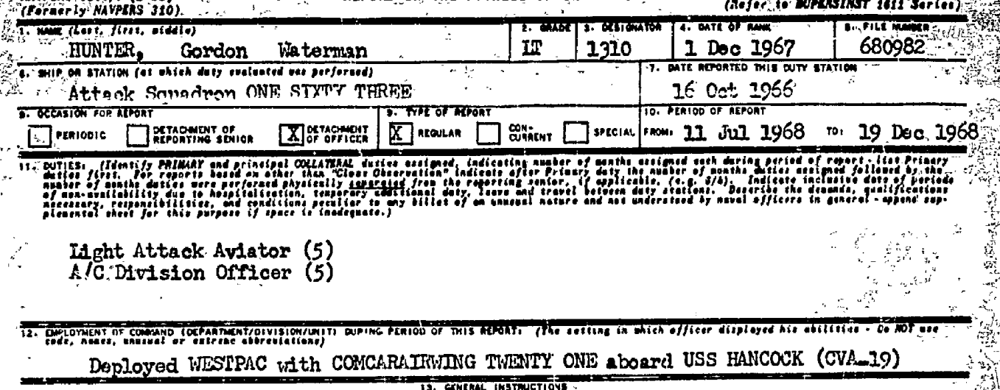 (Formerly NAVPERS 310). (Refer to BUPERSINST 1611 Series)
1. NAME (Last, first, middle) 2. GRADE 3. DESIGNATOR 4. DATE OF RANK 5. FILE NUMBER
HUNTER, Gordon Waterman LT 1310 1 Dec 1967 680982
6. SHIP OR STATION (at which duty evaluated was performed) 7. DATE REPORTED THIS DUTY STATION
Attack Squadron ONE SIXTY THREE 16 Oct 1966
8. OCCASION FOR REPORT 9. TYPE OF REPORT 10. PERIOD OF REPORT
PERIODIC DETACHMENT OF REPORTING SENIOR X DETACHMENT OF OFFICER X REGULAR CON-CURRENT SPECIAL FROM: 11 Jul 1968 TO: 19 Dec 1968
11. DUTIES: (Identify PRIMARY and principal COLLATERAL duties assigned, indicating number of months assigned each during period of report - list Primary
duties first. For reports based on other than "Close Observation" indicate after Primary duty the number of months duties assigned followed by the
number of months duties were performed physically separated from the reporting senior, if applicable, (e.g. 8/6). Indicate inclusive date of periods
of non-availability due to hospitalization, temporary additional duty, leave and travel between duty stations. Describe the demands, qualifications
necessary, responsibilities, and conditions peculiar to any billet of an unusual nature and not understood by naval officers in general - append sup-
plemental sheet for this purpose if space is inadequate.)
Light Attack Aviator (5)
A/C Division Officer (5)
12. EMPLOYMENT OF COMMAND (DEPARTMENT/DIVISION/UNIT) DURING PERIOD OF THIS REPORT: (The setting in which officer displayed his abilities - Do NOT use
code, names, unusual or extreme abbreviations)
Deployed WESTPAC with COMCARAIRWING TWENTY ONE aboard USS HANCOCK (CVA-19)
13. GENERAL INSTRUCTIONS